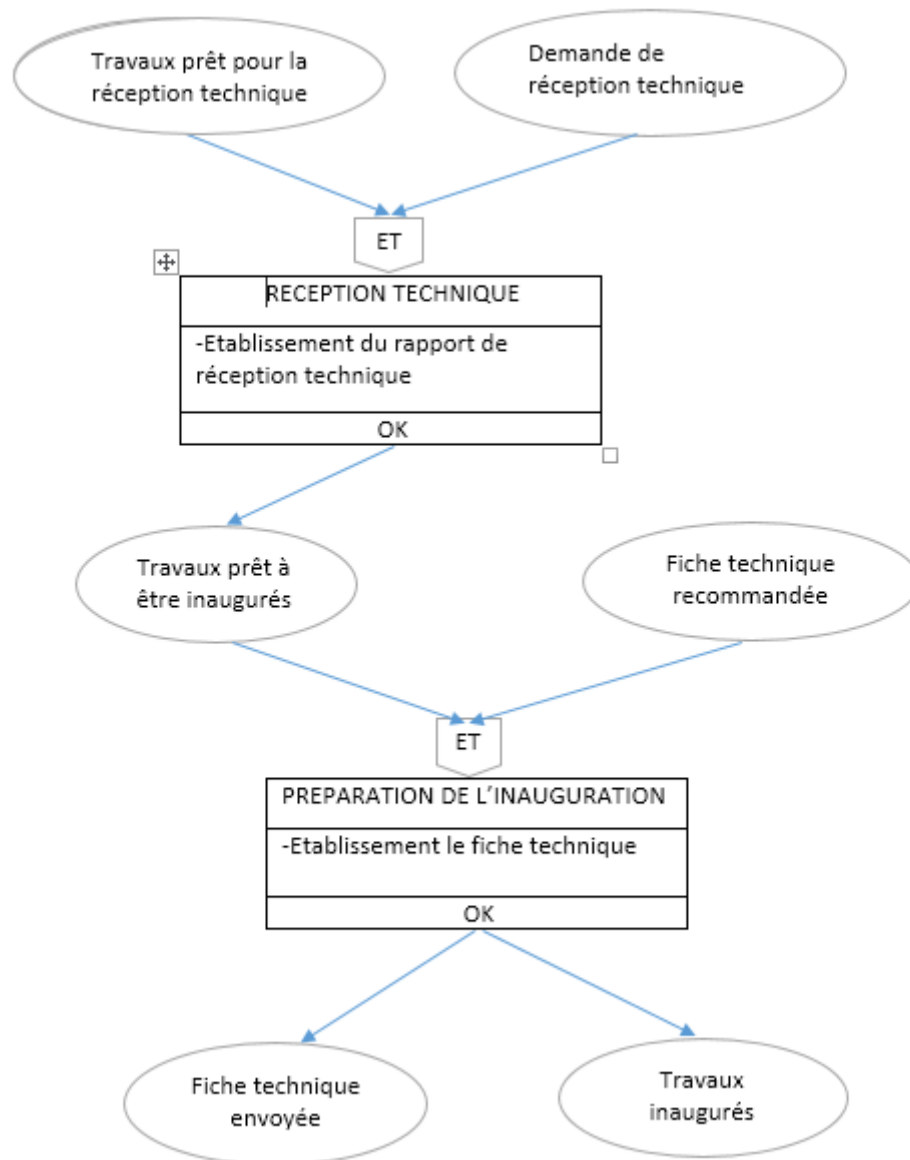 Travaux prêt pour la
réception technique
Demande de
réception technique
ET
RECEPTION TECHNIQUE
-Etablissement du rapport de
réception technique
OK
Travaux prêt à
être inaugurés
Fiche technique
recommandée
ET
PREPARATION DE L’INAUGURATION
-Etablissement le fiche technique
OK
Fiche technique
envoyée
Travaux
inaugurés